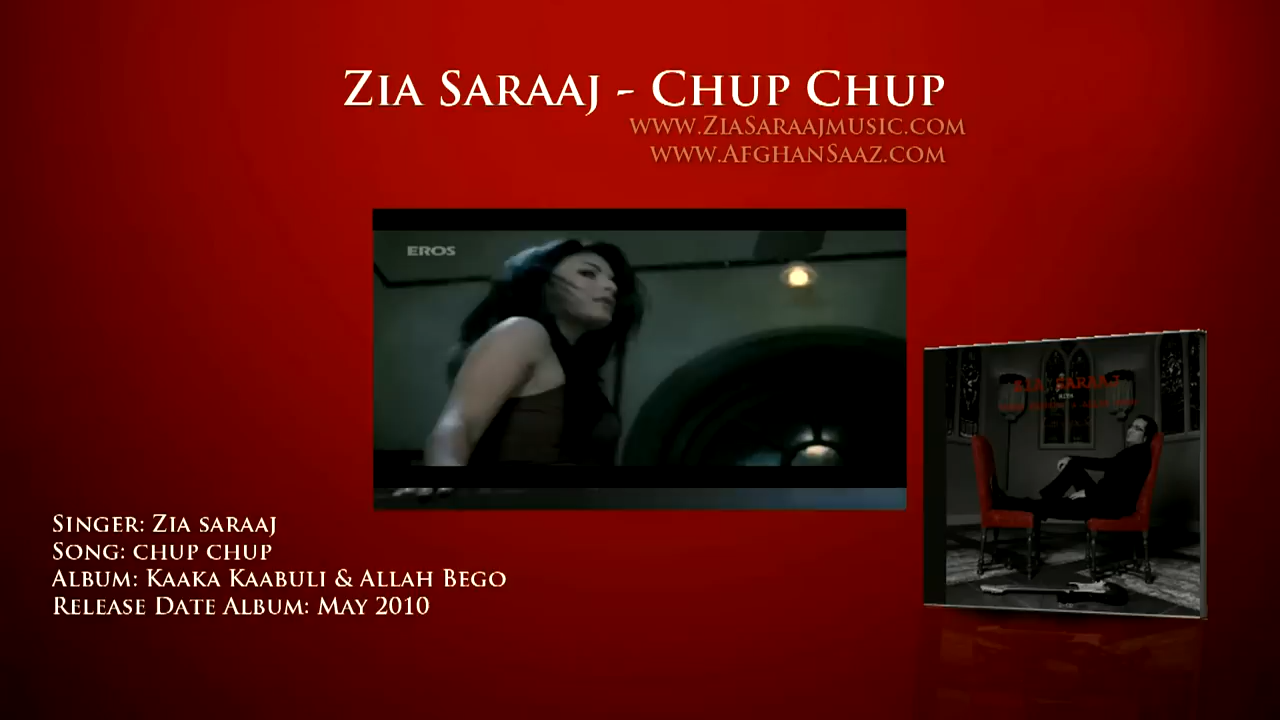 Zia Saraaj - Chup Chup
www.ZiaSaraajmusic.com
www.AfghanSaaz.com
EROS
ZIA SARAAJ
Singer: Zia saraaj
Song: chup chup
Album: Kaaka Kaabuli & Allah Bego
Release Date Album: May 2010